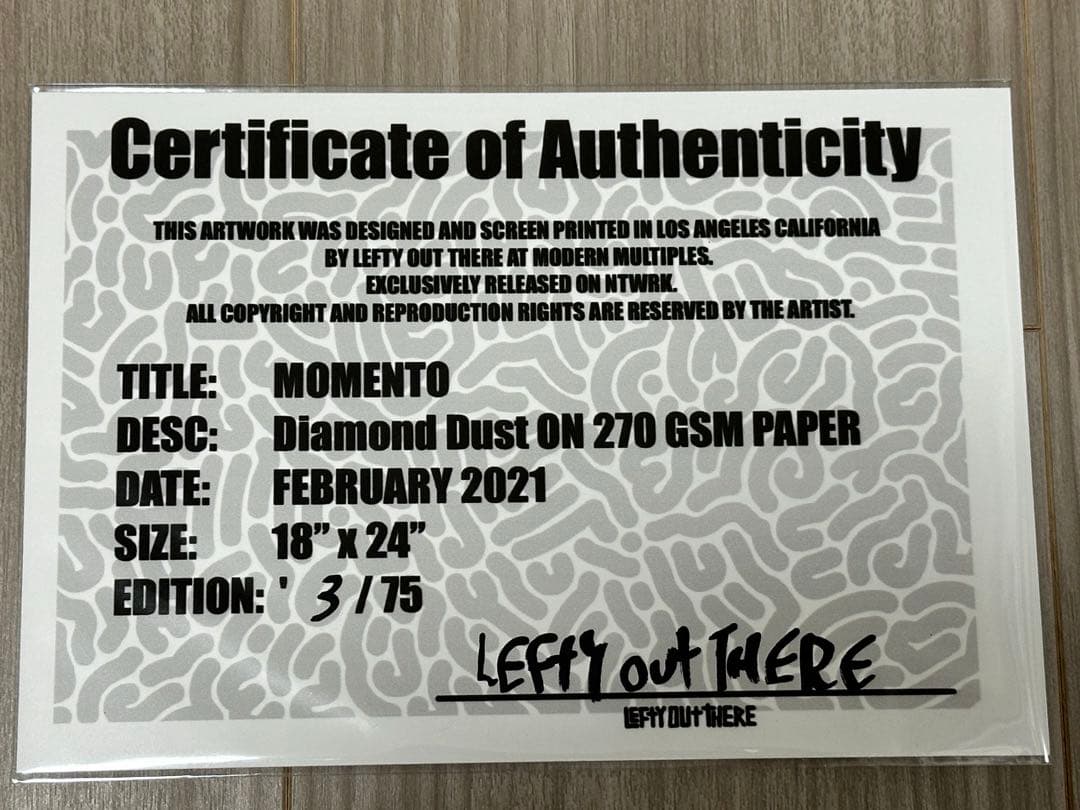 Certificate of Authenticity
THIS ARTWORK WAS DESIGNED AND SCREEN PRINTED IN LOS ANGELES CALIFORNIA
BY LEFTY OUT THERE AT MODERN MULTIPLES.
EXCLUSIVELY RELEASED ON NTWRK.
ALL COPYRIGHT AND REPRODUCTION RIGHTS ARE RESERVED BY THE ARTIST.
TITLE: MOMENTO
DESC: Diamond Dust ON 270 GSM PAPER
DATE: FEBRUARY 2021
SIZE: 18” x 24”
EDITION: ' 3 / 75
LEFTY OUT THERE
LEFTY OUT THERE